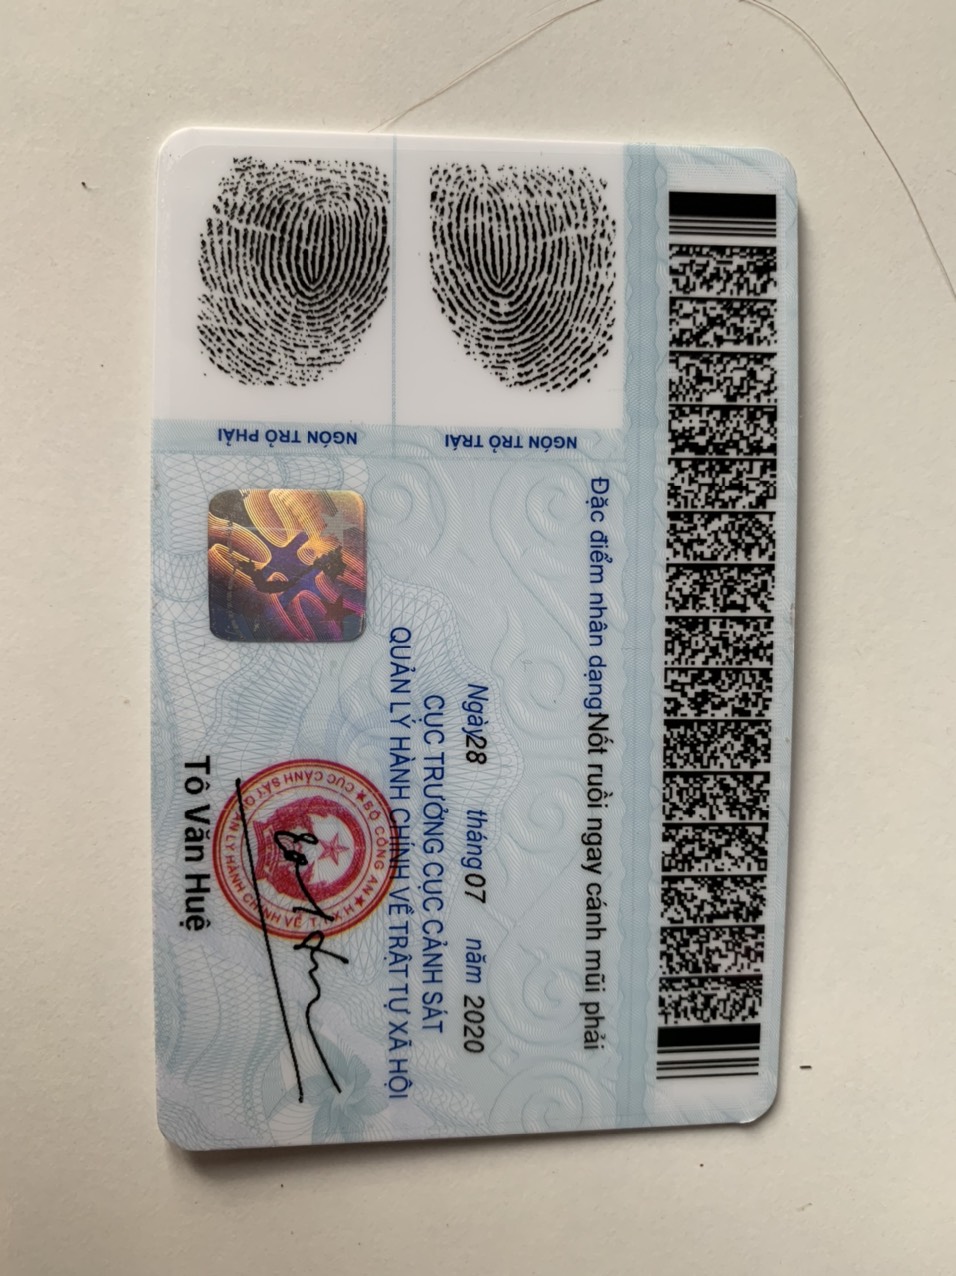 Đặc điểm nhân dạng Nốt ruồi ngay cánh mũi phải
NGÓN TRỎ TRÁI
NGÓN TRỎ PHẢI
Ngày 28 tháng 07 năm 2020
CỤC TRƯỞNG CỤC CẢNH SÁT
QUẢN LÝ HÀNH CHÍNH VỀ TRẬT TỰ XÃ HỘI
BỘ CÔNG AN
CỤC CẢNH SÁT QUẢN LÝ HÀNH CHÍNH VỀ TTXH
Tô Văn Huệ